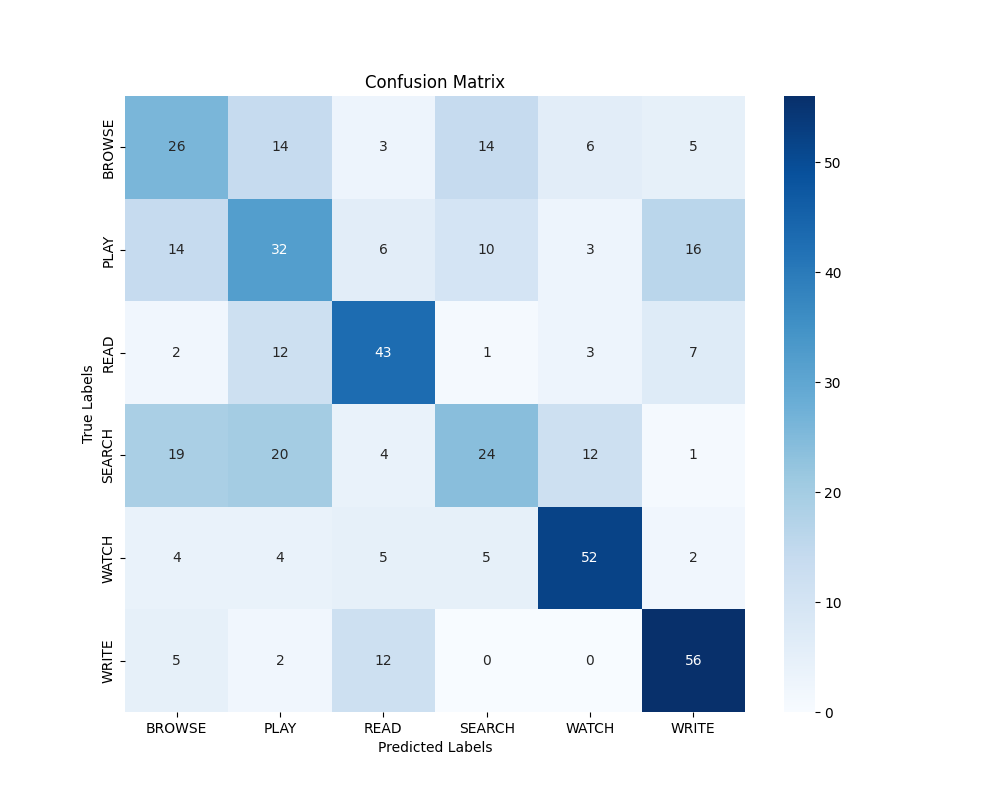 Confusion Matrix
True Labels
BROWSE 26 14 3 14 6 5
PLAY 14 32 6 10 3 16
READ 2 12 43 1 3 7
SEARCH 19 20 4 24 12 1
WATCH 4 4 5 5 52 2
WRITE 5 2 12 0 0 56
BROWSE PLAY READ SEARCH WATCH WRITE
Predicted Labels
50
40
30
20
10
0